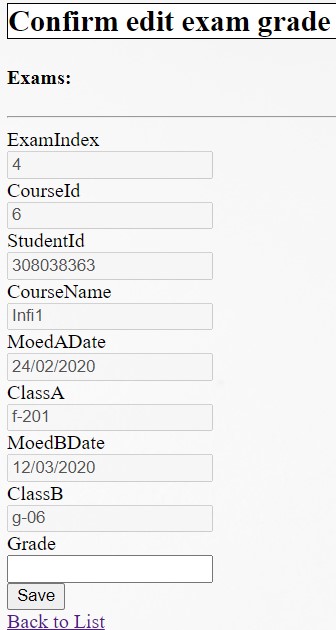 Confirm edit exam grade
Exams:
ExamIndex
4
CourseId
6
StudentId
308038363
CourseName
Infi1
MoedADate
24/02/2020
ClassA
f-201
MoedBDate
12/03/2020
ClassB
g-06
Grade
Save
Back to List